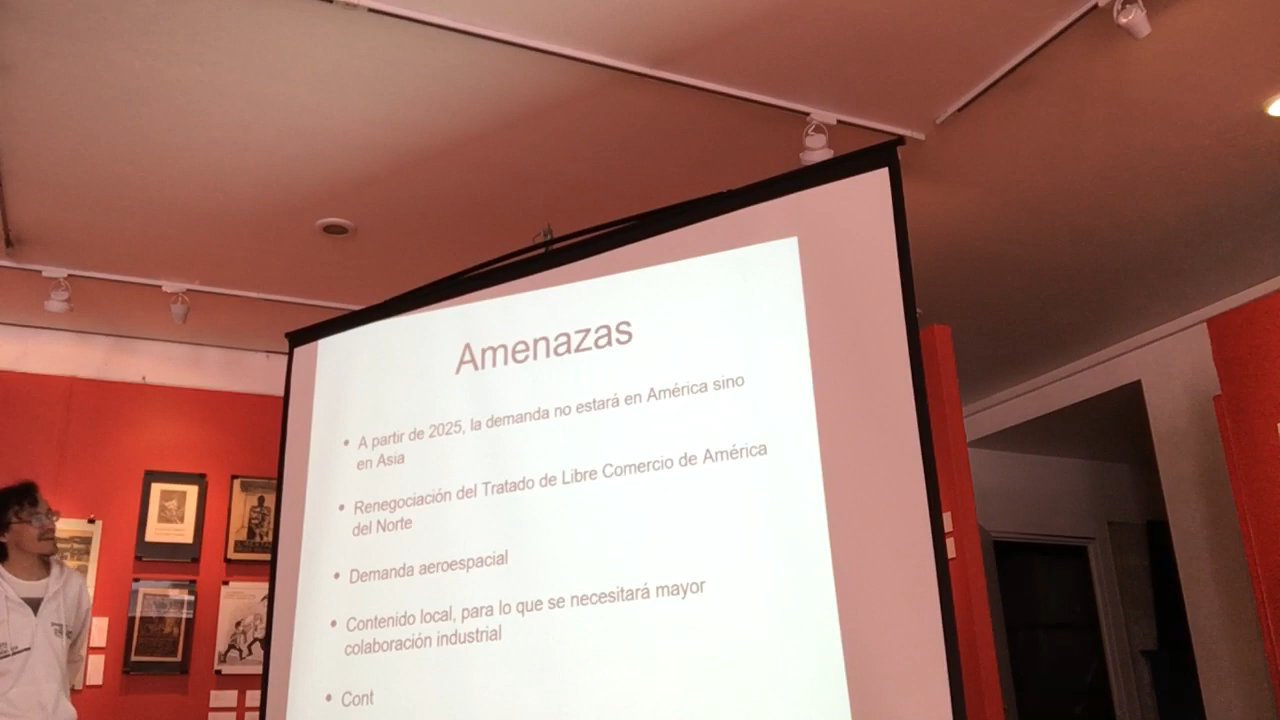 Amenazas
• A partir de 2025, la demanda no estará en América sino
en Asia
• Renegociación del Tratado de Libre Comercio de América
del Norte
• Demanda aeroespacial
• Contenido local, para lo que se necesitará mayor
colaboración industrial
• Cont